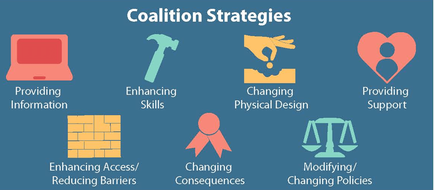 Coalition Strategies
Providing
Information
Enhancing
Skills
Changing
Physical Design
Providing
Support
Enhancing Access/
Reducing Barriers
Changing
Consequences
Modifying/
Changing Policies